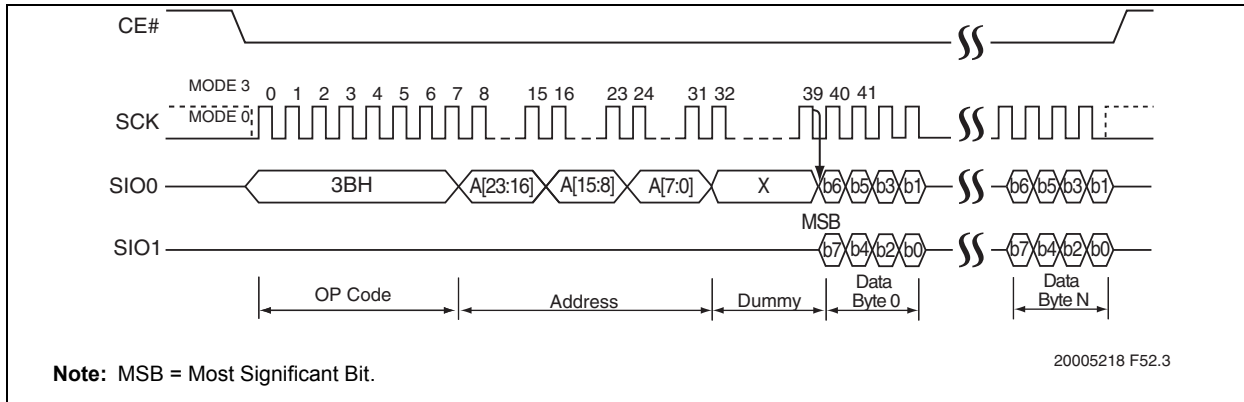 CE#
MODE 3
0 1 2 3 4 5 6 7 8 15 16 23 24 31 32 39 40 41
SCK
MODE 0
SIO0
3BH A[23:16] A[15:8] A[7:0] X b6 b5 b3 b1 b6 b5 b3 b1
MSB
SIO1
b7 b4 b2 b0 b7 b4 b2 b0
OP Code Address Dummy Data Byte 0 Data Byte N
20005218 F52.3
Note: MSB = Most Significant Bit.